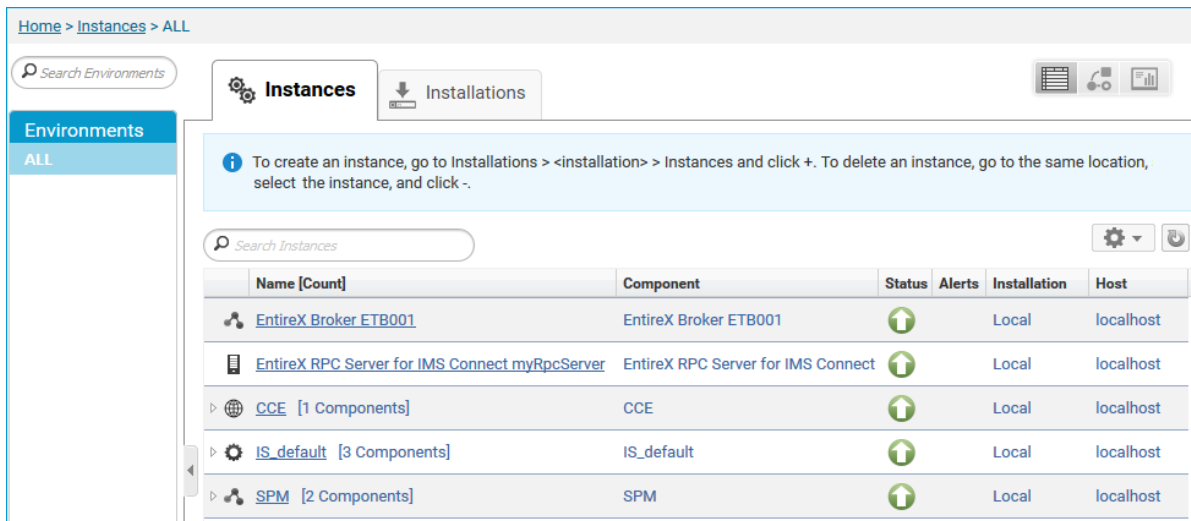 Home > Instances > ALL
Search Environments
Instances
Installations
Environments
ALL
To create an instance, go to Installations > <installation> > Instances and click +. To delete an instance, go to the same location,
select the instance, and click -.
Search Instances
Name [Count] Component Status Alerts Installation Host
EntireX Broker ETB001 EntireX Broker ETB001 Local localhost
EntireX RPC Server for IMS Connect myRpcServer EntireX RPC Server for IMS Connect Local localhost
CCE [1 Components] CCE Local localhost
IS_default [3 Components] IS_default Local localhost
SPM [2 Components] SPM Local localhost